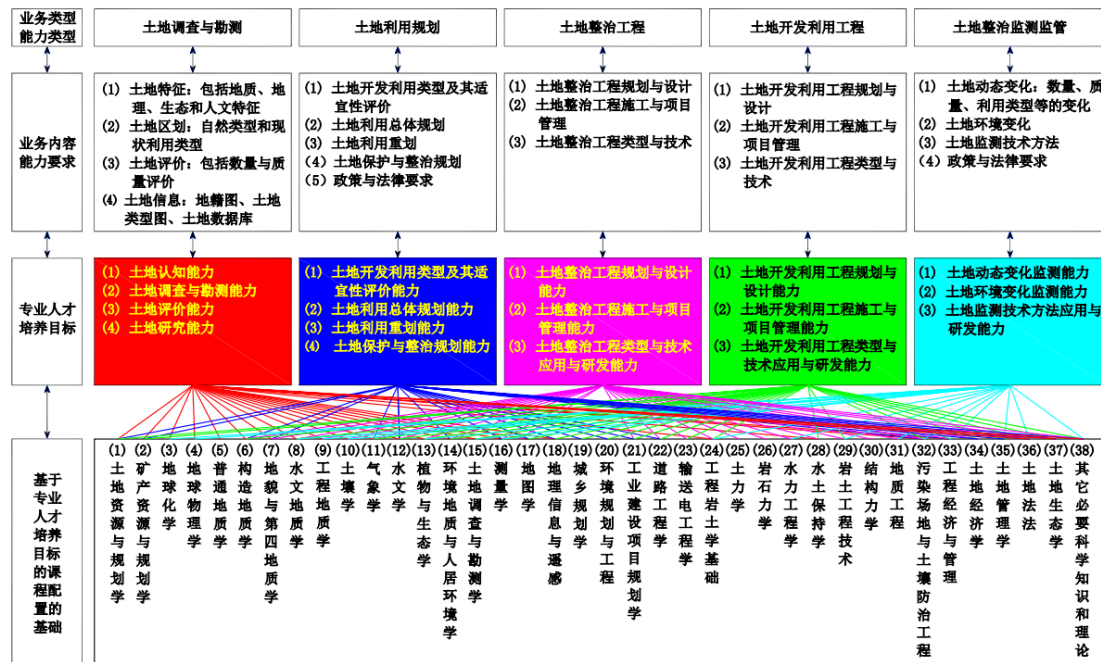 业务类型
能力类型
土地调查与勘测
土地利用规划
土地整治工程
土地开发利用工程
土地整治监测监管
业务内容
能力要求
(1) 土地特征：包括地质、地
理、生态和人文特征
(2) 土地区划：自然类型和现
状利用类型
(3) 土地评价：包括数量与质
量评价
(4) 土地信息：地籍图、土地
类型图、土地数据库
(1) 土地开发利用类型及其适
宜性评价
(2) 土地利用总体规划
(3) 土地利用重划
(4) 土地保护与整治规划
(5) 政策与法律要求
(1) 土地整治工程规划与设计
(2) 土地整治工程施工与项目
管理
(3) 土地整治工程类型与技术
(1) 土地开发利用工程规划与
设计
(2) 土地开发利用工程施工与
项目管理
(3) 土地开发利用工程类型与
技术
(1) 土地动态变化：数量、质
量、利用类型等的变化
(2) 土地环境变化
(3) 土地监测技术方法
(4) 政策与法律要求
专业人才
培养目标
(1) 土地认知能力
(2) 土地调查与勘测能力
(3) 土地评价能力
(4) 土地研究能力
(1) 土地开发利用类型及其适
宜性评价能力
(2) 土地利用总体规划能力
(3) 土地利用重划能力
(4) 土地保护与整治规划能力
(1) 土地整治工程规划与设计
能力
(2) 土地整治工程施工与项目
管理能力
(3) 土地整治工程类型与技术
应用与研发能力
(1) 土地开发利用工程规划与
设计能力
(2) 土地开发利用工程施工与
项目管理能力
(3) 土地开发利用工程类型与
技术应用与研发能力
(1) 土地动态变化监测能力
(2) 土地环境变化监测能力
(3) 土地监测技术方法应用与
研发能力
基于
专业
人才
培养
目标
的课
程配
置的
基础
(1) 土地资源与规划学
(2) 矿产资源与规划学
(3) 地球化学
(4) 地球物理学
(5) 普通地质学
(6) 构造地质学
(7) 地貌与第四地质学
(8) 水文地质学
(9) 工程地质学
(10) 土壤学
(11) 气象学
(12) 水文学
(13) 植物与生态学
(14) 环境地质与人居环境学
(15) 土地调查与勘测学
(16) 测量学
(17) 地图学
(18) 地理信息与遥感
(19) 城乡规划学
(20) 环境规划与工程
(21) 工业建设项目规划学
(22) 道路工程学
(23) 输送电工程学
(24) 工程岩土学基础
(25) 土力学
(26) 岩石力学
(27) 水力工程学
(28) 水土保持学
(29) 岩土工程技术
(30) 结构力学
(31) 地质工程
(32) 污染场地与土壤防治工程
(33) 工程经济与管理
(34) 土地经济学
(35) 土地管理学
(36) 土地法法
(37) 土地生态学
(38) 其它必要科学知识和理论